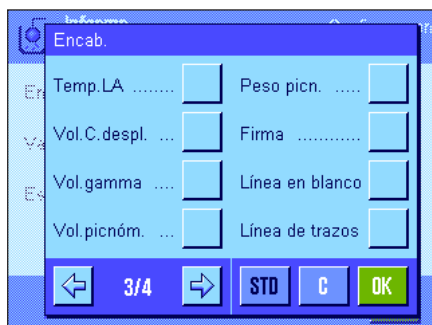 Informe
Encab.
Temp.LA ........
Peso picn. .....
Vol.C.despl. ...
Firma ............
Vol.gamma ....
Línea en blanco
Vol.picnóm. ...
Línea de trazos
3/4
STD
C
OK